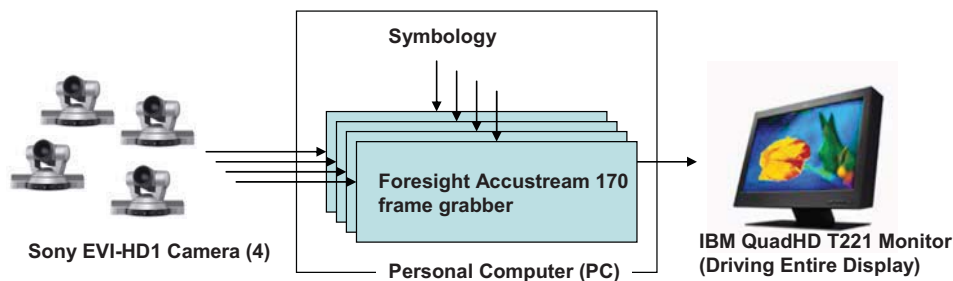 Symbology
Foresight Accustream 170
frame grabber
Sony EVI-HD1 Camera (4)
Personal Computer (PC)
IBM QuadHD T221 Monitor
(Driving Entire Display)